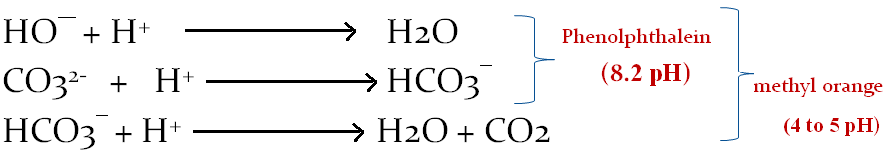 HO⁻ + H⁺ ⟶ H2O
CO3²⁻ + H⁺ ⟶ HCO3⁻
HCO3⁻ + H⁺ ⟶ H2O + CO2
Phenolphthalein
(8.2 pH)
methyl orange
(4 to 5 pH)